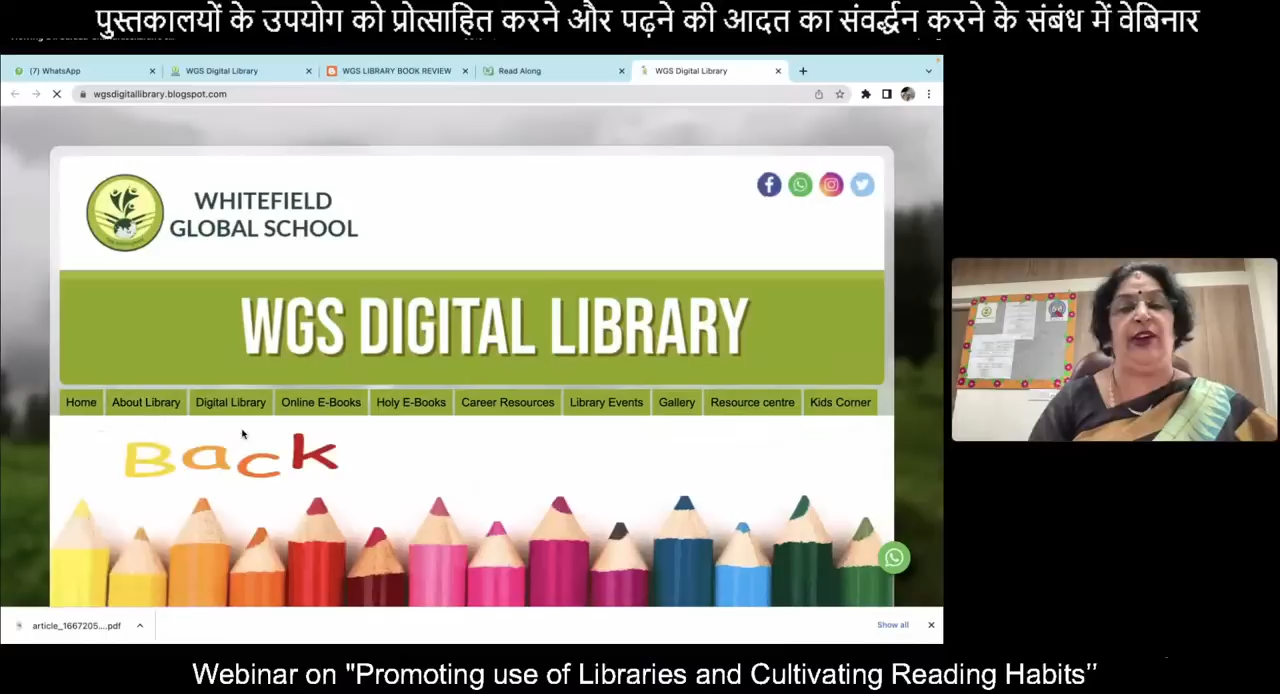 पुस्तकालयों के उपयोग को प्रोत्साहित करने और पढ़ने की आदत का संवर्द्धन करने के संबंध में वेबिनार
(7) WhatsApp
WGS Digital Library
WGS LIBRARY BOOK REVIEW
Read Along
WGS Digital Library
wgsdigitallibrary.blogspot.com
WHITEFIELD
GLOBAL SCHOOL
WGS DIGITAL LIBRARY
Home About Library Digital Library Online E-Books Holy E-Books Career Resources Library Events Gallery Resource centre Kids Corner
Back
article_1667205....pdf
Show all
Webinar on "Promoting use of Libraries and Cultivating Reading Habits’’